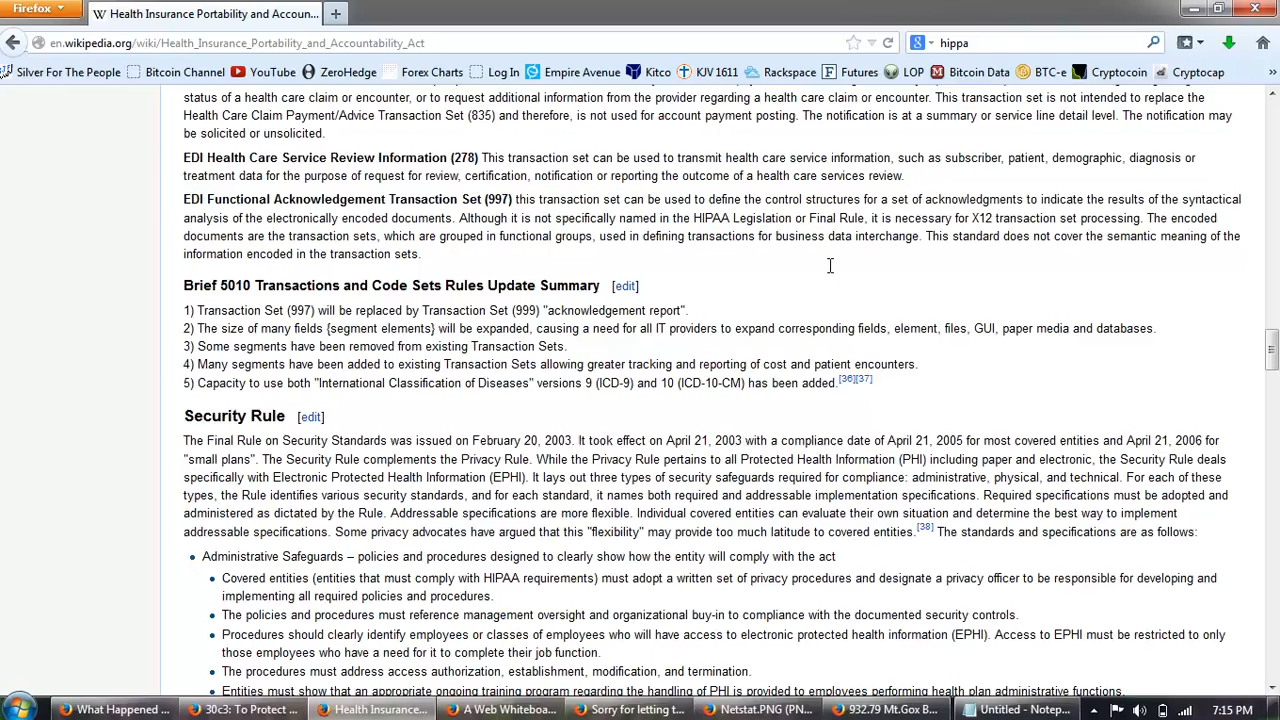 Firefox
Health Insurance Portability and Accoun...
en.wikipedia.org/wiki/Health_Insurance_Portability_and_Accountability_Act
hippa
Silver For The People Bitcoin Channel YouTube ZeroHedge Forex Charts Log In Empire Avenue Kitco KJV 1611 Rackspace Futures LOP Bitcoin Data BTC-e Cryptocoin Cryptocap
status of a health care claim or encounter, or to request additional information from the provider regarding a health care claim or encounter. This transaction set is not intended to replace the
Health Care Claim Payment/Advice Transaction Set (835) and therefore, is not used for account payment posting. The notification is at a summary or service line detail level. The notification may
be solicited or unsolicited.
EDI Health Care Service Review Information (278) This transaction set can be used to transmit health care service information, such as subscriber, patient, demographic, diagnosis or
treatment data for the purpose of request for review, certification, notification or reporting the outcome of a health care services review.
EDI Functional Acknowledgement Transaction Set (997) this transaction set can be used to define the control structures for a set of acknowledgments to indicate the results of the syntactical
analysis of the electronically encoded documents. Although it is not specifically named in the HIPAA Legislation or Final Rule, it is necessary for X12 transaction set processing. The encoded
documents are the transaction sets, which are grouped in functional groups, used in defining transactions for business data interchange. This standard does not cover the semantic meaning of the
information encoded in the transaction sets.
Brief 5010 Transactions and Code Sets Rules Update Summary [edit]
1) Transaction Set (997) will be replaced by Transaction Set (999) "acknowledgement report".
2) The size of many fields {segment elements} will be expanded, causing a need for all IT providers to expand corresponding fields, element, files, GUI, paper media and databases.
3) Some segments have been removed from existing Transaction Sets.
4) Many segments have been added to existing Transaction Sets allowing greater tracking and reporting of cost and patient encounters.
5) Capacity to use both "International Classification of Diseases" versions 9 (ICD-9) and 10 (ICD-10-CM) has been added.[36][37]
Security Rule [edit]
The Final Rule on Security Standards was issued on February 20, 2003. It took effect on April 21, 2003 with a compliance date of April 21, 2005 for most covered entities and April 21, 2006 for
"small plans". The Security Rule complements the Privacy Rule. While the Privacy Rule pertains to all Protected Health Information (PHI) including paper and electronic, the Security Rule deals
specifically with Electronic Protected Health Information (EPHI). It lays out three types of security safeguards required for compliance: administrative, physical, and technical. For each of these
types, the Rule identifies various security standards, and for each standard, it names both required and addressable implementation specifications. Required specifications must be adopted and
administered as dictated by the Rule. Addressable specifications are more flexible. Individual covered entities can evaluate their own situation and determine the best way to implement
addressable specifications. Some privacy advocates have argued that this "flexibility" may provide too much latitude to covered entities.[38] The standards and specifications are as follows:
Administrative Safeguards – policies and procedures designed to clearly show how the entity will comply with the act
Covered entities (entities that must comply with HIPAA requirements) must adopt a written set of privacy procedures and designate a privacy officer to be responsible for developing and
implementing all required policies and procedures.
The policies and procedures must reference management oversight and organizational buy-in to compliance with the documented security controls.
Procedures should clearly identify employees or classes of employees who will have access to electronic protected health information (EPHI). Access to EPHI must be restricted to only
those employees who have a need for it to complete their job function.
The procedures must address access authorization, establishment, modification, and termination.
Entities must show that an appropriate ongoing training program regarding the handling of PHI is provided to employees performing health plan administrative functions.
What Happened ... 30c3: To Protect ... Health Insurance... A Web Whiteboa... Sorry for letting t... Netstat.PNG (PN... 932.79 Mt.Gox B... Untitled - Notep... 7:15 PM